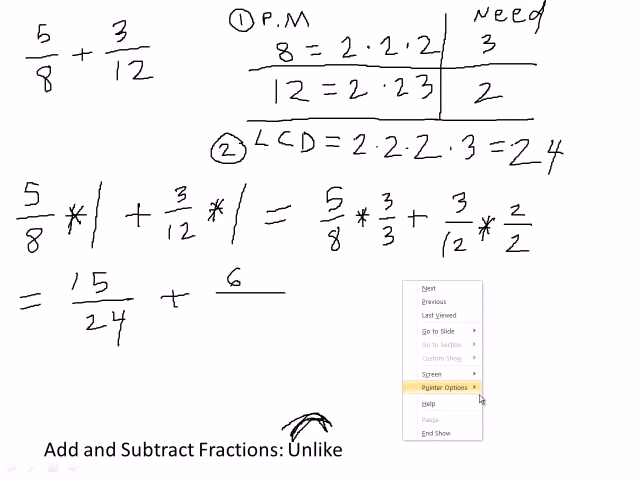 5/8 + 3/12
① P.M Need
8 = 2 · 2 · 2 3
12 = 2 · 2 3 2
② LCD = 2 · 2 · 2 · 3 = 24
5/8 * 1 + 3/12 * 1 = 5/8 * 3/3 + 3/12 * 2/2
= 15/24 + 6/
Next
Previous
Last Viewed
Go to Slide
Go to Section
Custom Show
Screen
Pointer Options
Help
Pause
End Show
Add and Subtract Fractions: Unlike